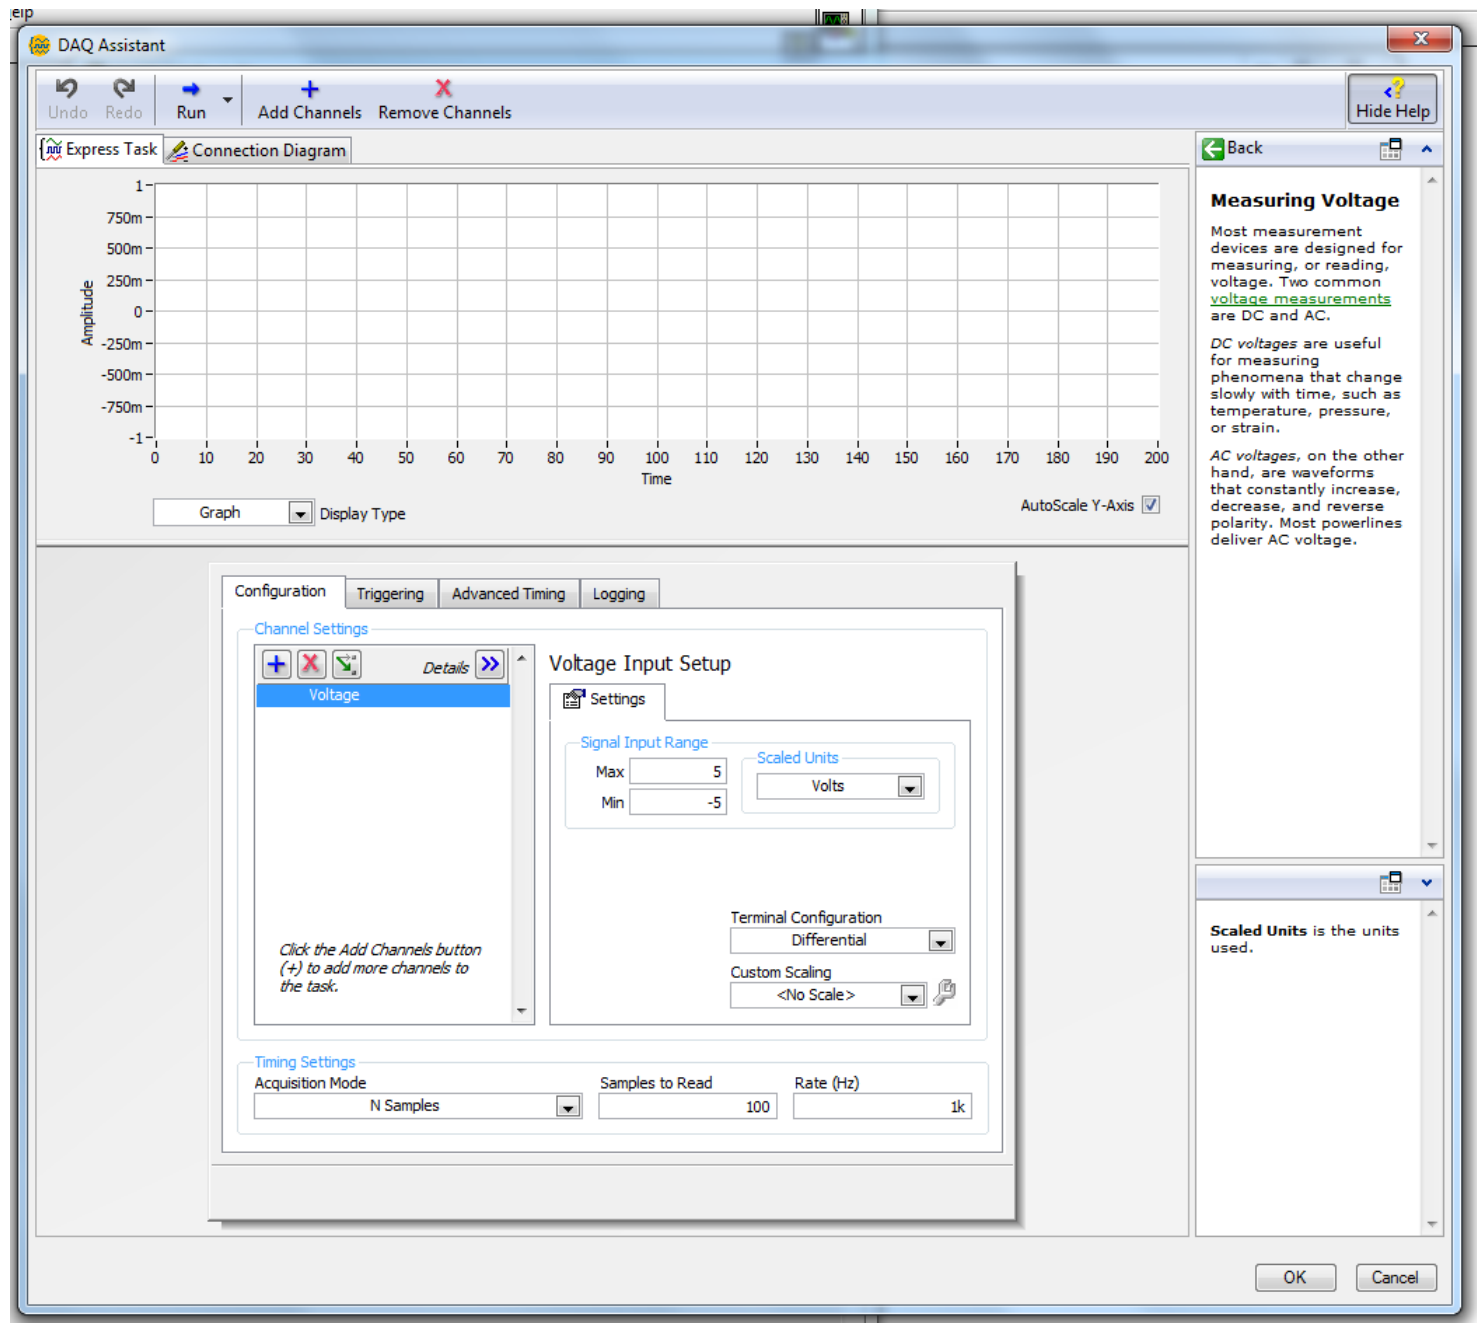 elp
DAQ Assistant
Undo Redo Run Add Channels Remove Channels Hide Help
Express Task Connection Diagram
Back
1
750m
500m
250m
0
-250m
-500m
-750m
-1
Amplitude
0 10 20 30 40 50 60 70 80 90 100 110 120 130 140 150 160 170 180 190 200
Time
Graph Display Type
AutoScale Y-Axis
Measuring Voltage
Most measurement
devices are designed for
measuring, or reading,
voltage. Two common
voltage measurements
are DC and AC.
DC voltages are useful
for measuring
phenomena that change
slowly with time, such as
temperature, pressure,
or strain.
AC voltages, on the other
hand, are waveforms
that constantly increase,
decrease, and reverse
polarity. Most powerlines
deliver AC voltage.
Configuration Triggering Advanced Timing Logging
Channel Settings
Details
Voltage
Click the Add Channels button
(+) to add more channels to
the task.
Voltage Input Setup
Settings
Signal Input Range
Max 5
Min -5
Scaled Units
Volts
Terminal Configuration
Differential
Custom Scaling
<No Scale>
Timing Settings
Acquisition Mode Samples to Read Rate (Hz)
N Samples 100 1k
Scaled Units is the units
used.
OK Cancel